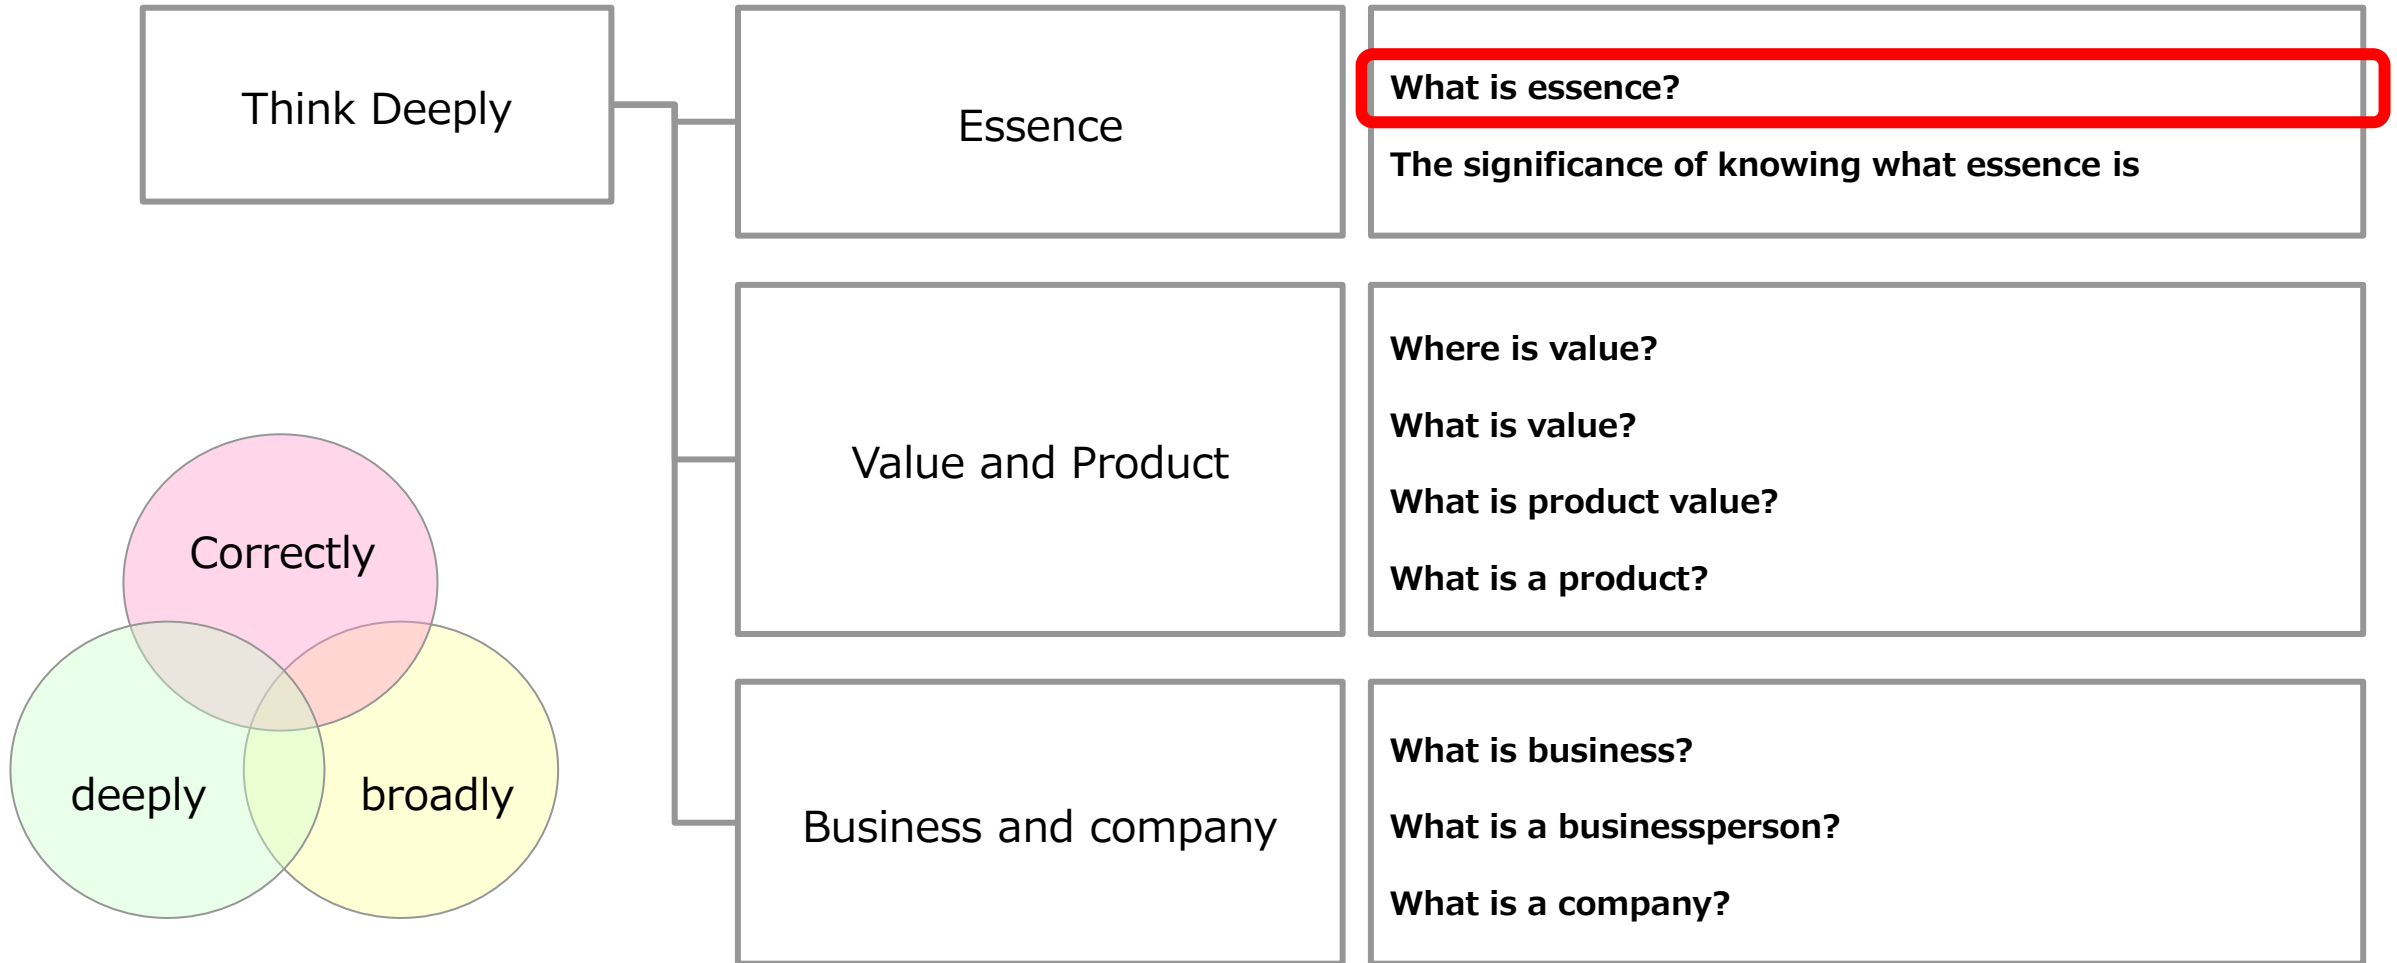 Think Deeply
Essence
What is essence?
The significance of knowing what essence is
Value and Product
Where is value?
What is value?
What is product value?
What is a product?
Business and company
What is business?
What is a businessperson?
What is a company?
Correctly
deeply
broadly